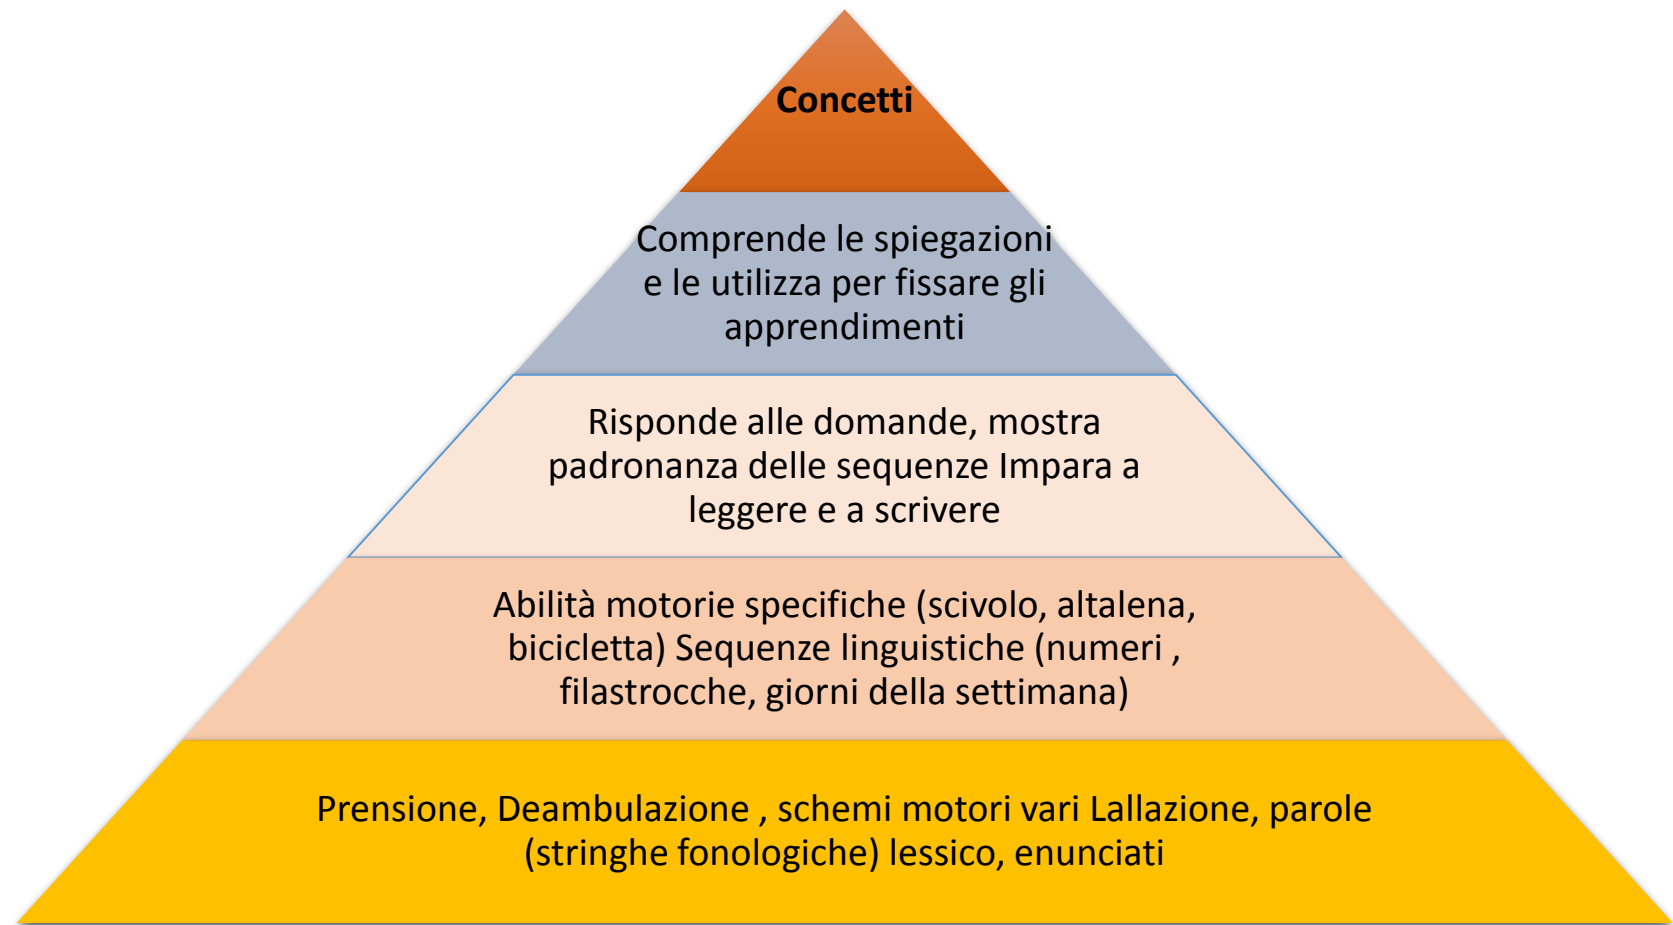 Concetti
Comprende le spiegazioni
e le utilizza per fissare gli
apprendimenti
Risponde alle domande, mostra
padronanza delle sequenze Impara a
leggere e a scrivere
Abilità motorie specifiche (scivolo, altalena,
bicicletta) Sequenze linguistiche (numeri ,
filastrocche, giorni della settimana)
Prensione, Deambulazione , schemi motori vari Lallazione, parole
(stringhe fonologiche) lessico, enunciati